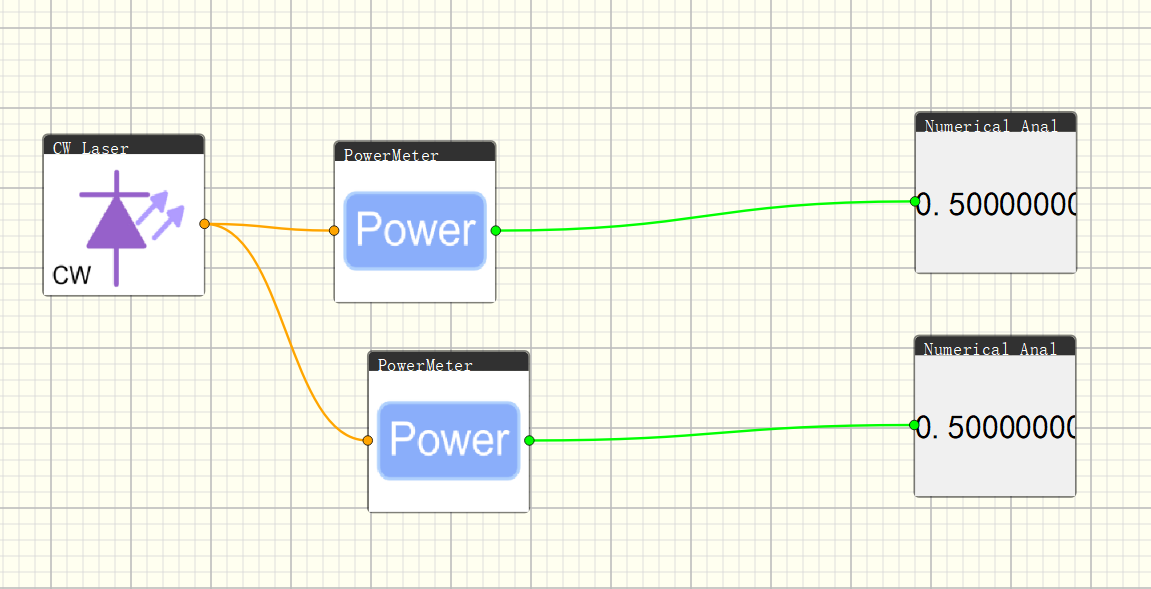 CW Laser
CW
PowerMeter
Power
Numerical Anal
0.50000000
PowerMeter
Power
Numerical Anal
0.50000000